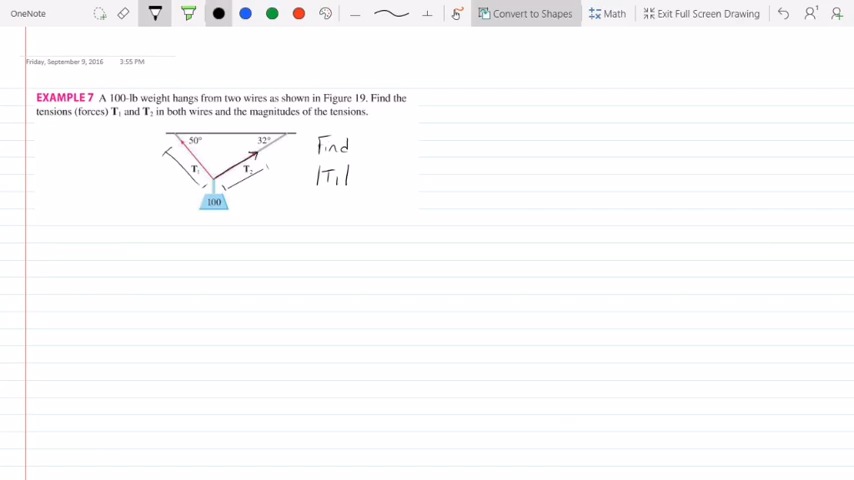 OneNote
Convert to Shapes
Math
Exit Full Screen Drawing
Friday, September 9, 2016 3:55 PM
EXAMPLE 7 A 100-lb weight hangs from two wires as shown in Figure 19. Find the
tensions (forces) T₁ and T₂ in both wires and the magnitudes of the tensions.
50° 32°
T₁ T₂
100
Find
|T₁|